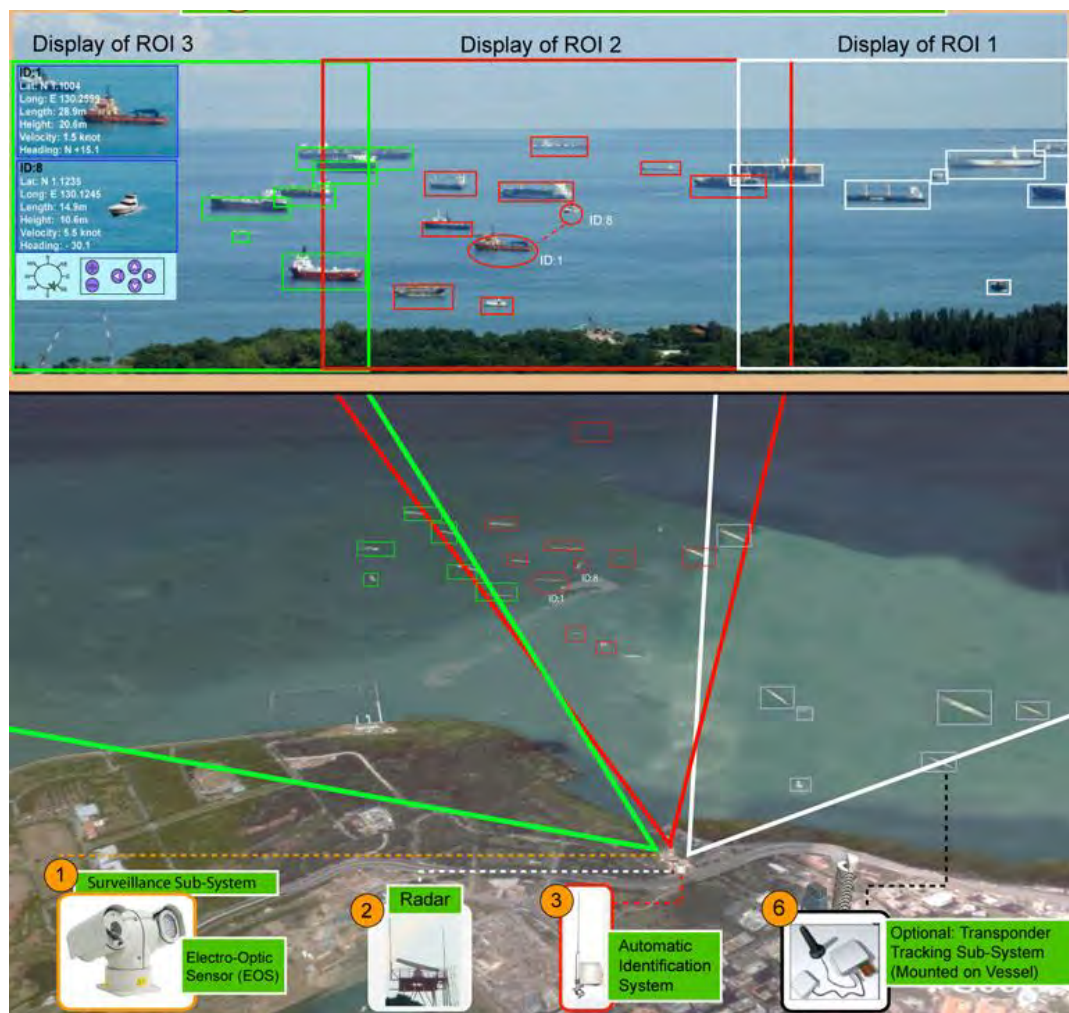 Display of ROI 3
Display of ROI 2
Display of ROI 1
ID:1
Lat: N 1.1004
Long: E 130.2599
Length: 28.9m
Height: 20.6m
Velocity: 1.5 knot
Heading: N +15.1
ID:8
Lat: N 1.1235
Long: E 130.1245
Length: 14.9m
Height: 10.6m
Velocity: 5.5 knot
Heading: - 30.1
ID:8
ID:1
ID:8
ID:1
1
Surveillance Sub-System
Electro-Optic
Sensor (EOS)
2
Radar
3
Automatic
Identification
System
6
Optional: Transponder
Tracking Sub-System
(Mounted on Vessel)